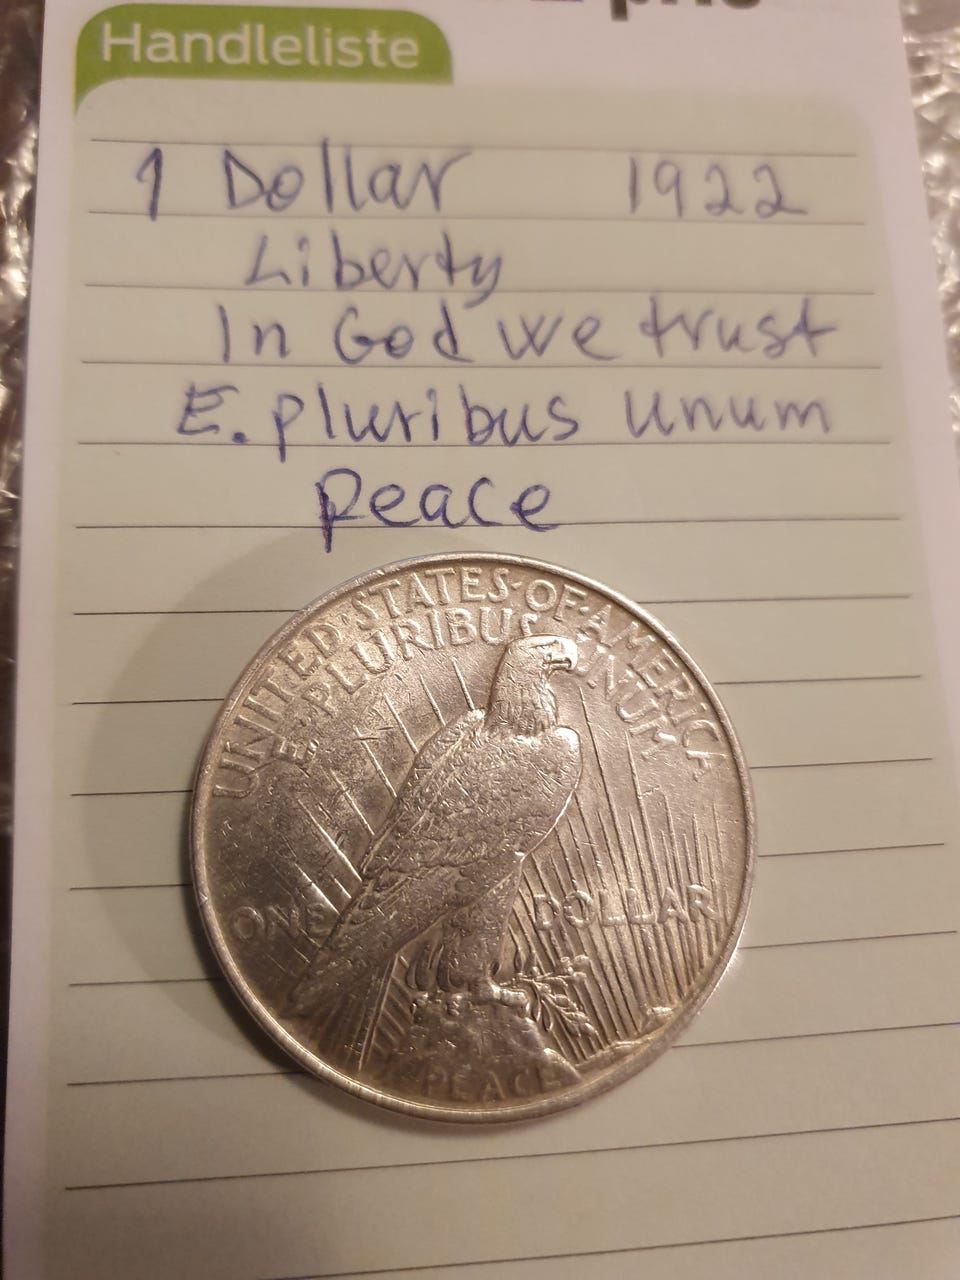 Handleliste
1 Dollar 1922
Liberty
In God we trust
E. pluribus unum
peace
UNITED·STATES·OF·AMERICA
E·PLURIBUS UNUM
ONE DOLLAR
PEACE